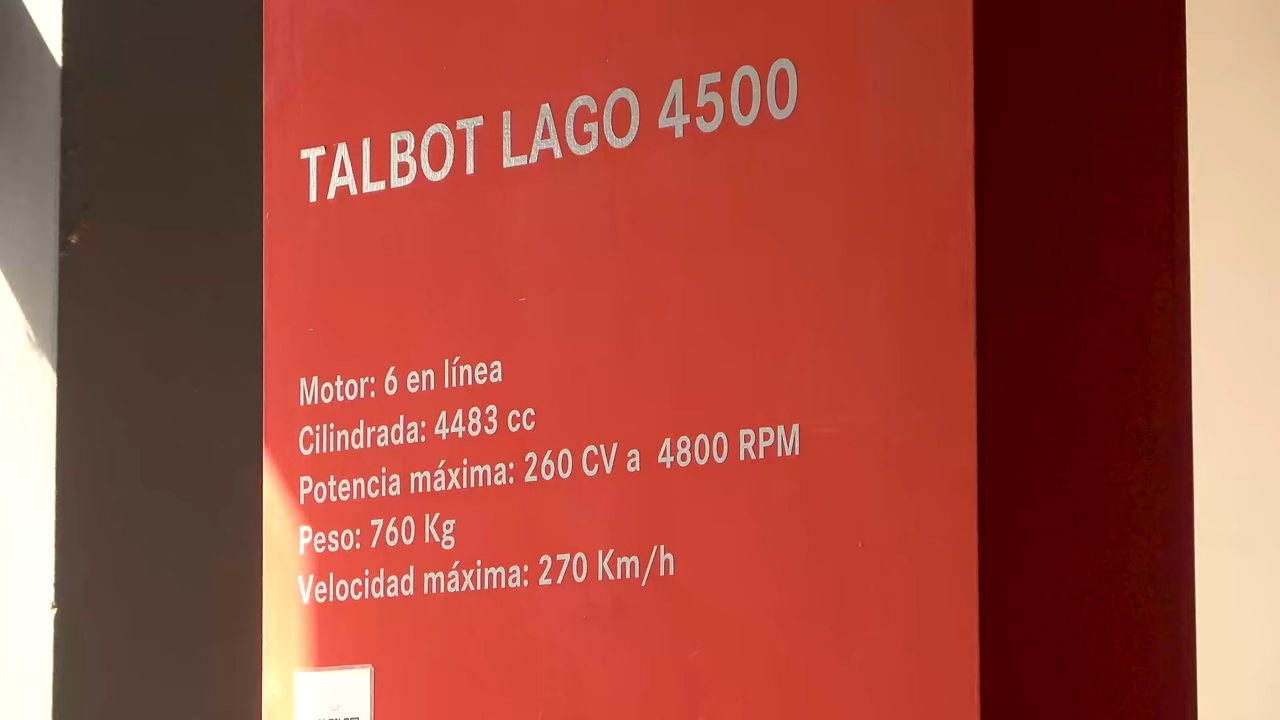 TALBOT LAGO 4500
Motor: 6 en línea
Cilindrada: 4483 cc
Potencia máxima: 260 CV a 4800 RPM
Peso: 760 Kg
Velocidad máxima: 270 Km/h